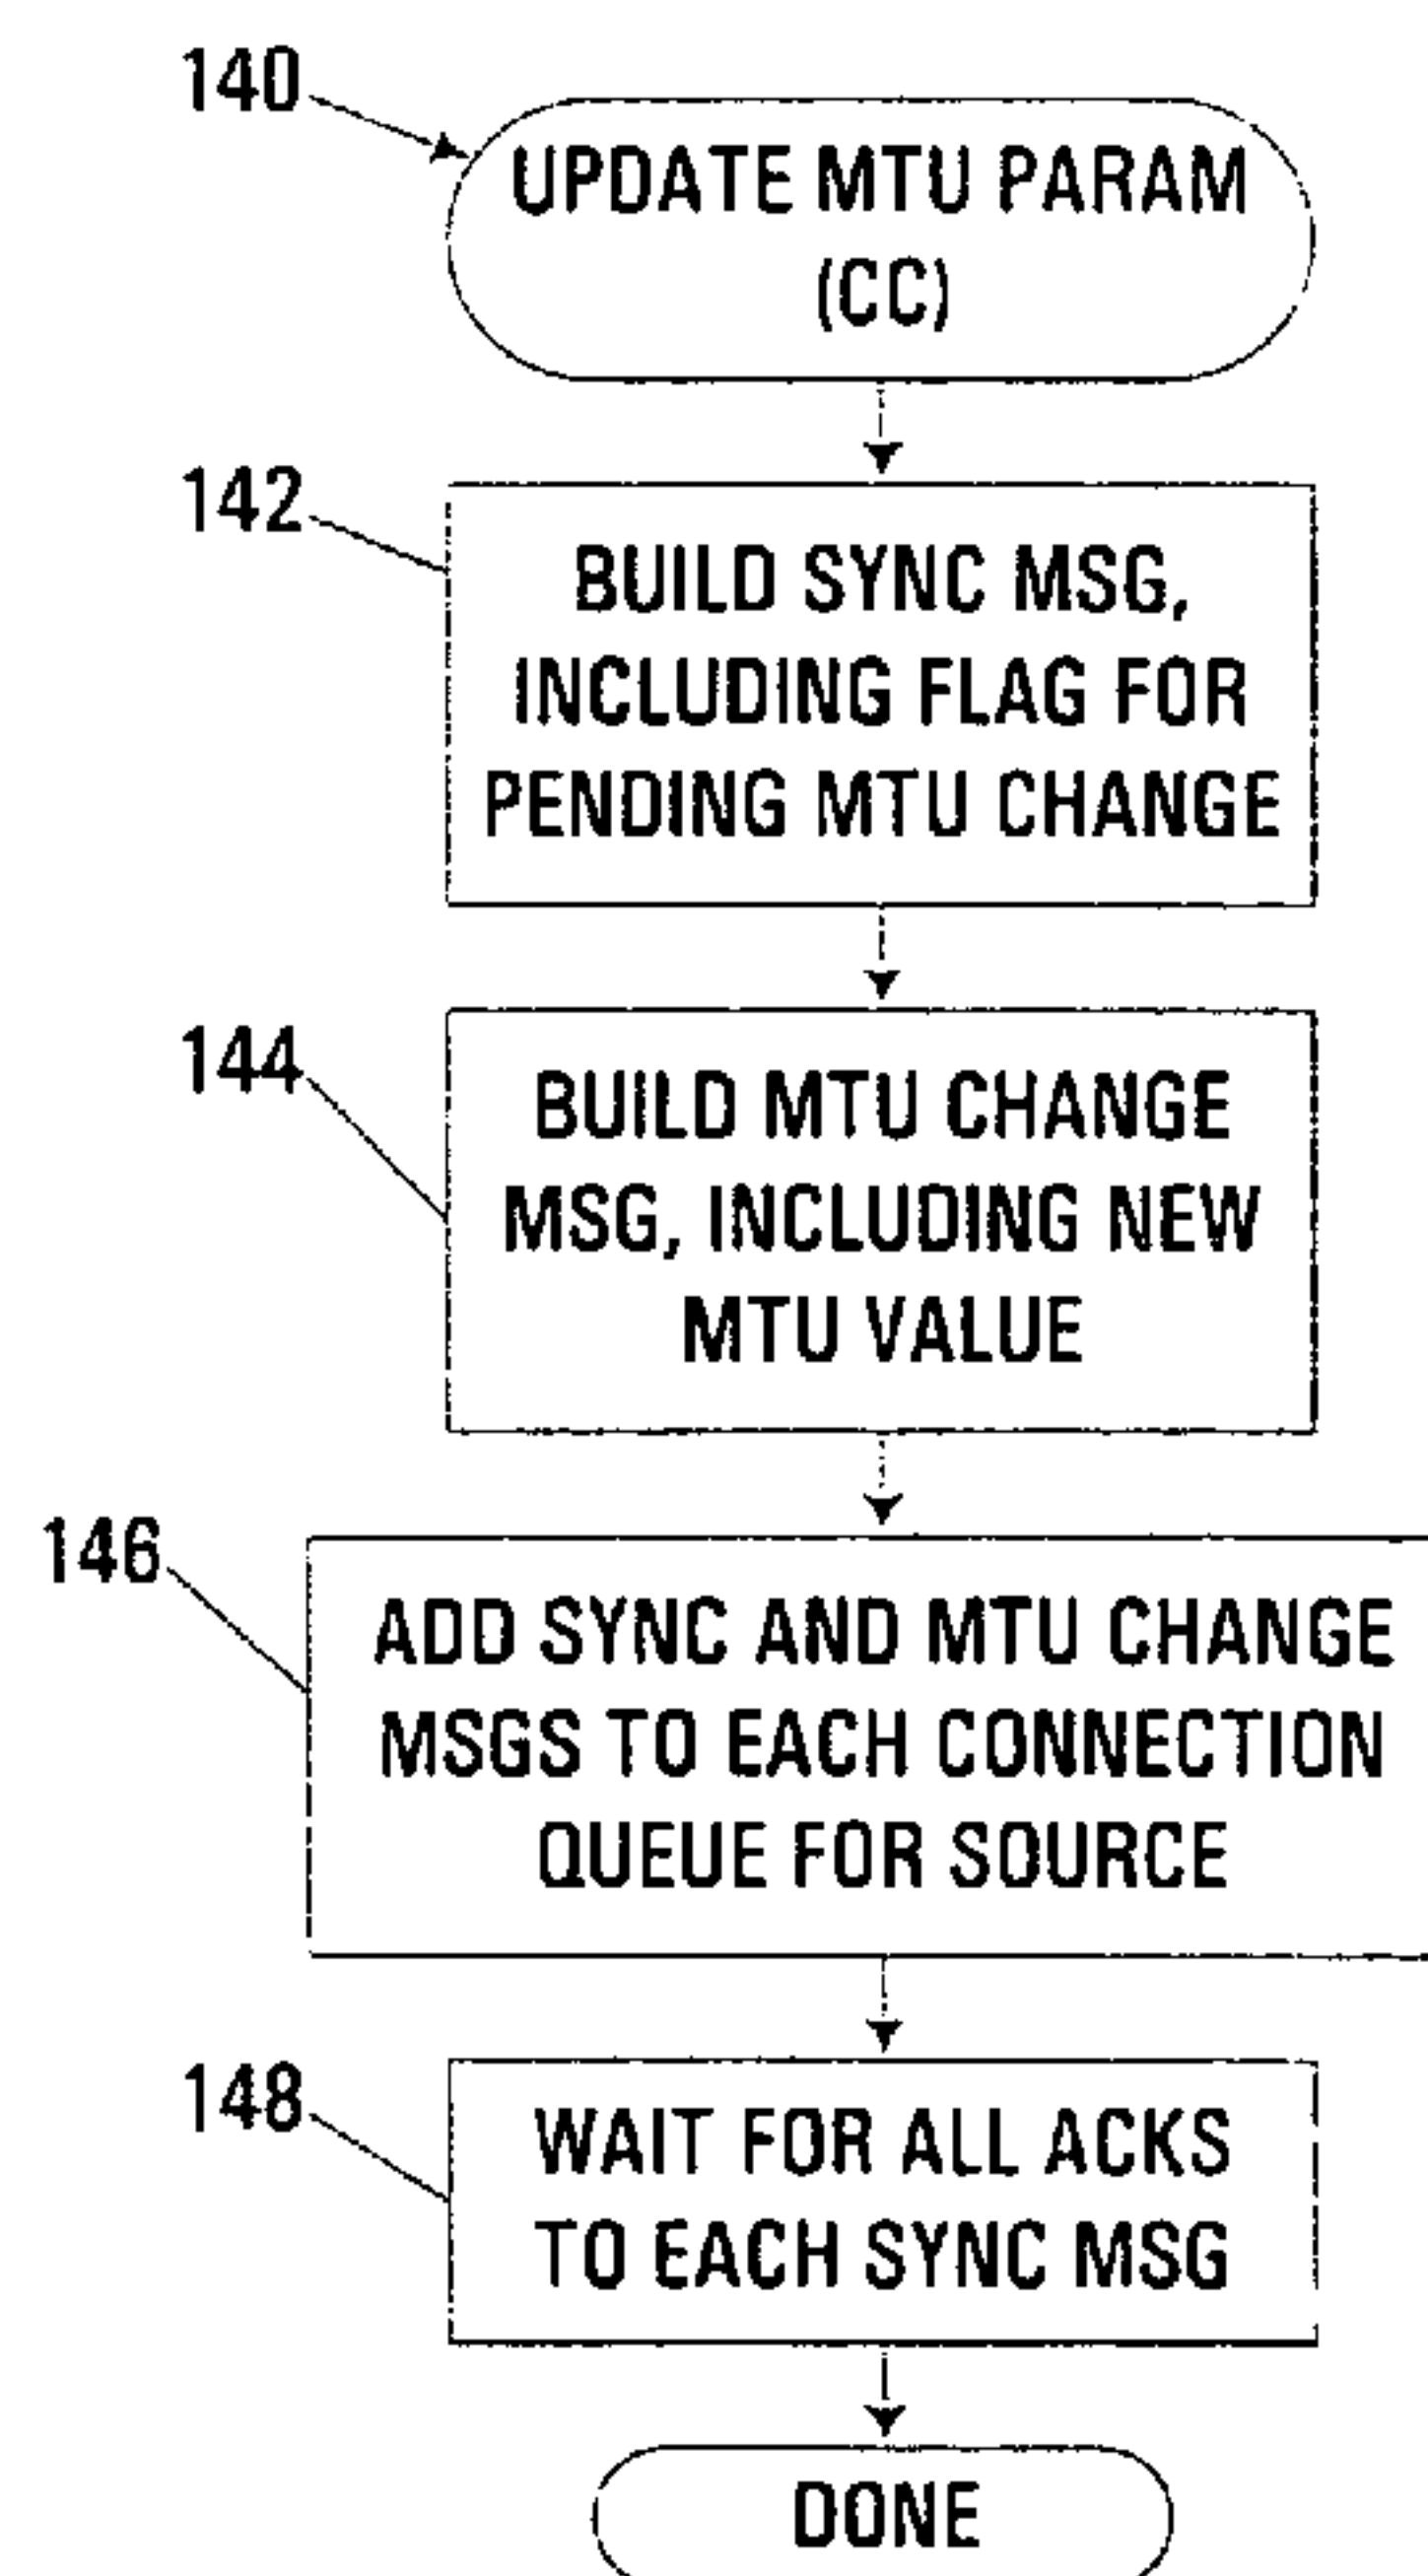 140
UPDATE MTU PARAM
(CC)
142
BUILD SYNC MSG,
INCLUDING FLAG FOR
PENDING MTU CHANGE
144
BUILD MTU CHANGE
MSG, INCLUDING NEW
MTU VALUE
146
ADD SYNC AND MTU CHANGE
MSGS TO EACH CONNECTION
QUEUE FOR SOURCE
148
WAIT FOR ALL ACKS
TO EACH SYNC MSG
DONE